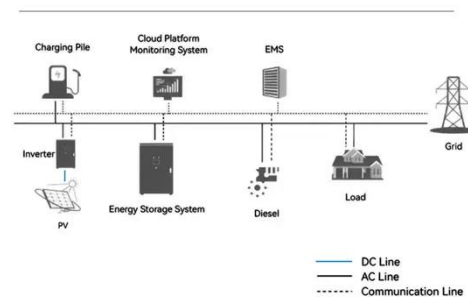 Charging Pile
Cloud Platform
Monitoring System
EMS
Grid
Inverter
PV
Energy Storage System
Diesel
Load
DC Line
AC Line
Communication Line